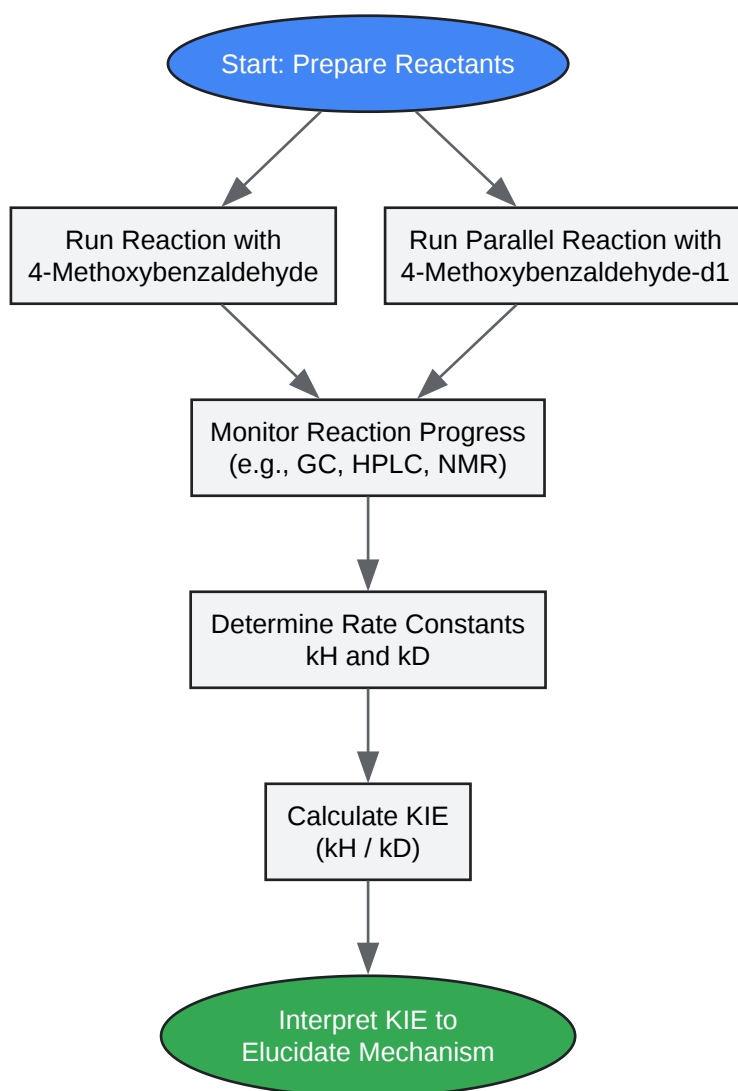 Start: Prepare Reactants
Run Reaction with
4-Methoxybenzaldehyde
Run Parallel Reaction with
4-Methoxybenzaldehyde-d1
Monitor Reaction Progress
(e.g., GC, HPLC, NMR)
Determine Rate Constants
kH and kD
Calculate KIE
(kH / kD)
Interpret KIE to
Elucidate Mechanism